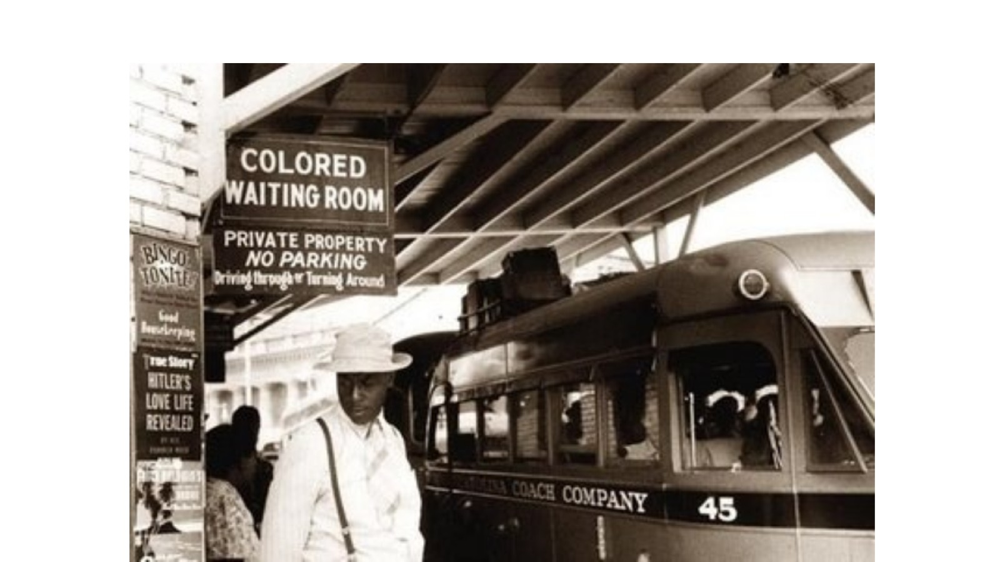 COLORED
WAITING ROOM
PRIVATE PROPERTY
NO PARKING
Driving through or Turning Around
BINGO
TONITE
Good
Housekeeping
True Story
HITLER'S
LOVE LIFE
REVEALED
COACH COMPANY
45